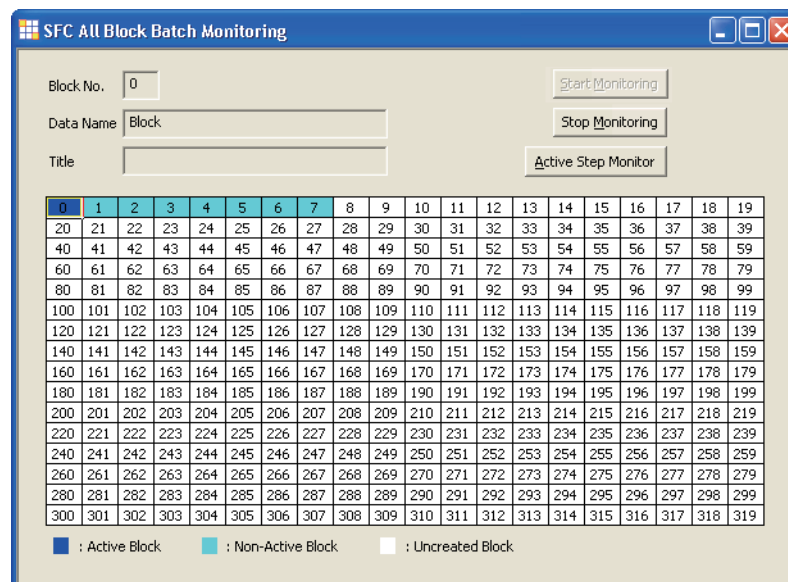 SFC All Block Batch Monitoring
Block No. 0 Start Monitoring
Data Name Block Stop Monitoring
Title Active Step Monitor
0 1 2 3 4 5 6 7 8 9 10 11 12 13 14 15 16 17 18 19
20 21 22 23 24 25 26 27 28 29 30 31 32 33 34 35 36 37 38 39
40 41 42 43 44 45 46 47 48 49 50 51 52 53 54 55 56 57 58 59
60 61 62 63 64 65 66 67 68 69 70 71 72 73 74 75 76 77 78 79
80 81 82 83 84 85 86 87 88 89 90 91 92 93 94 95 96 97 98 99
100 101 102 103 104 105 106 107 108 109 110 111 112 113 114 115 116 117 118 119
120 121 122 123 124 125 126 127 128 129 130 131 132 133 134 135 136 137 138 139
140 141 142 143 144 145 146 147 148 149 150 151 152 153 154 155 156 157 158 159
160 161 162 163 164 165 166 167 168 169 170 171 172 173 174 175 176 177 178 179
180 181 182 183 184 185 186 187 188 189 190 191 192 193 194 195 196 197 198 199
200 201 202 203 204 205 206 207 208 209 210 211 212 213 214 215 216 217 218 219
220 221 222 223 224 225 226 227 228 229 230 231 232 233 234 235 236 237 238 239
240 241 242 243 244 245 246 247 248 249 250 251 252 253 254 255 256 257 258 259
260 261 262 263 264 265 266 267 268 269 270 271 272 273 274 275 276 277 278 279
280 281 282 283 284 285 286 287 288 289 290 291 292 293 294 295 296 297 298 299
300 301 302 303 304 305 306 307 308 309 310 311 312 313 314 315 316 317 318 319
: Active Block : Non-Active Block : Uncreated Block